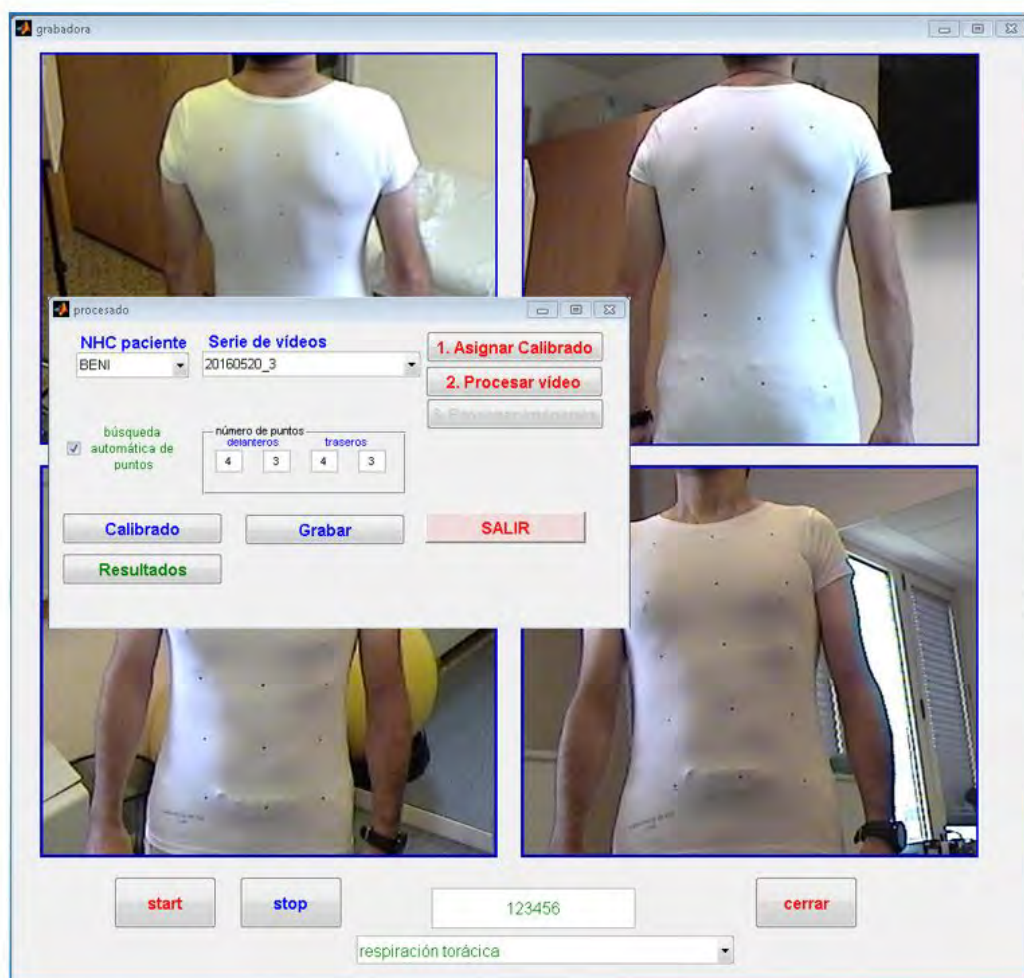 grabadora
procesado
NHC paciente
BENI
Serie de vídeos
20160520_3
1. Asignar Calibrado
2. Procesar vídeo
búsqueda
automática de
puntos
número de puntos
delanteros
traseros
4 3 4 3
Calibrado
Grabar
SALIR
Resultados
start
stop
123456
cerrar
respiración torácica